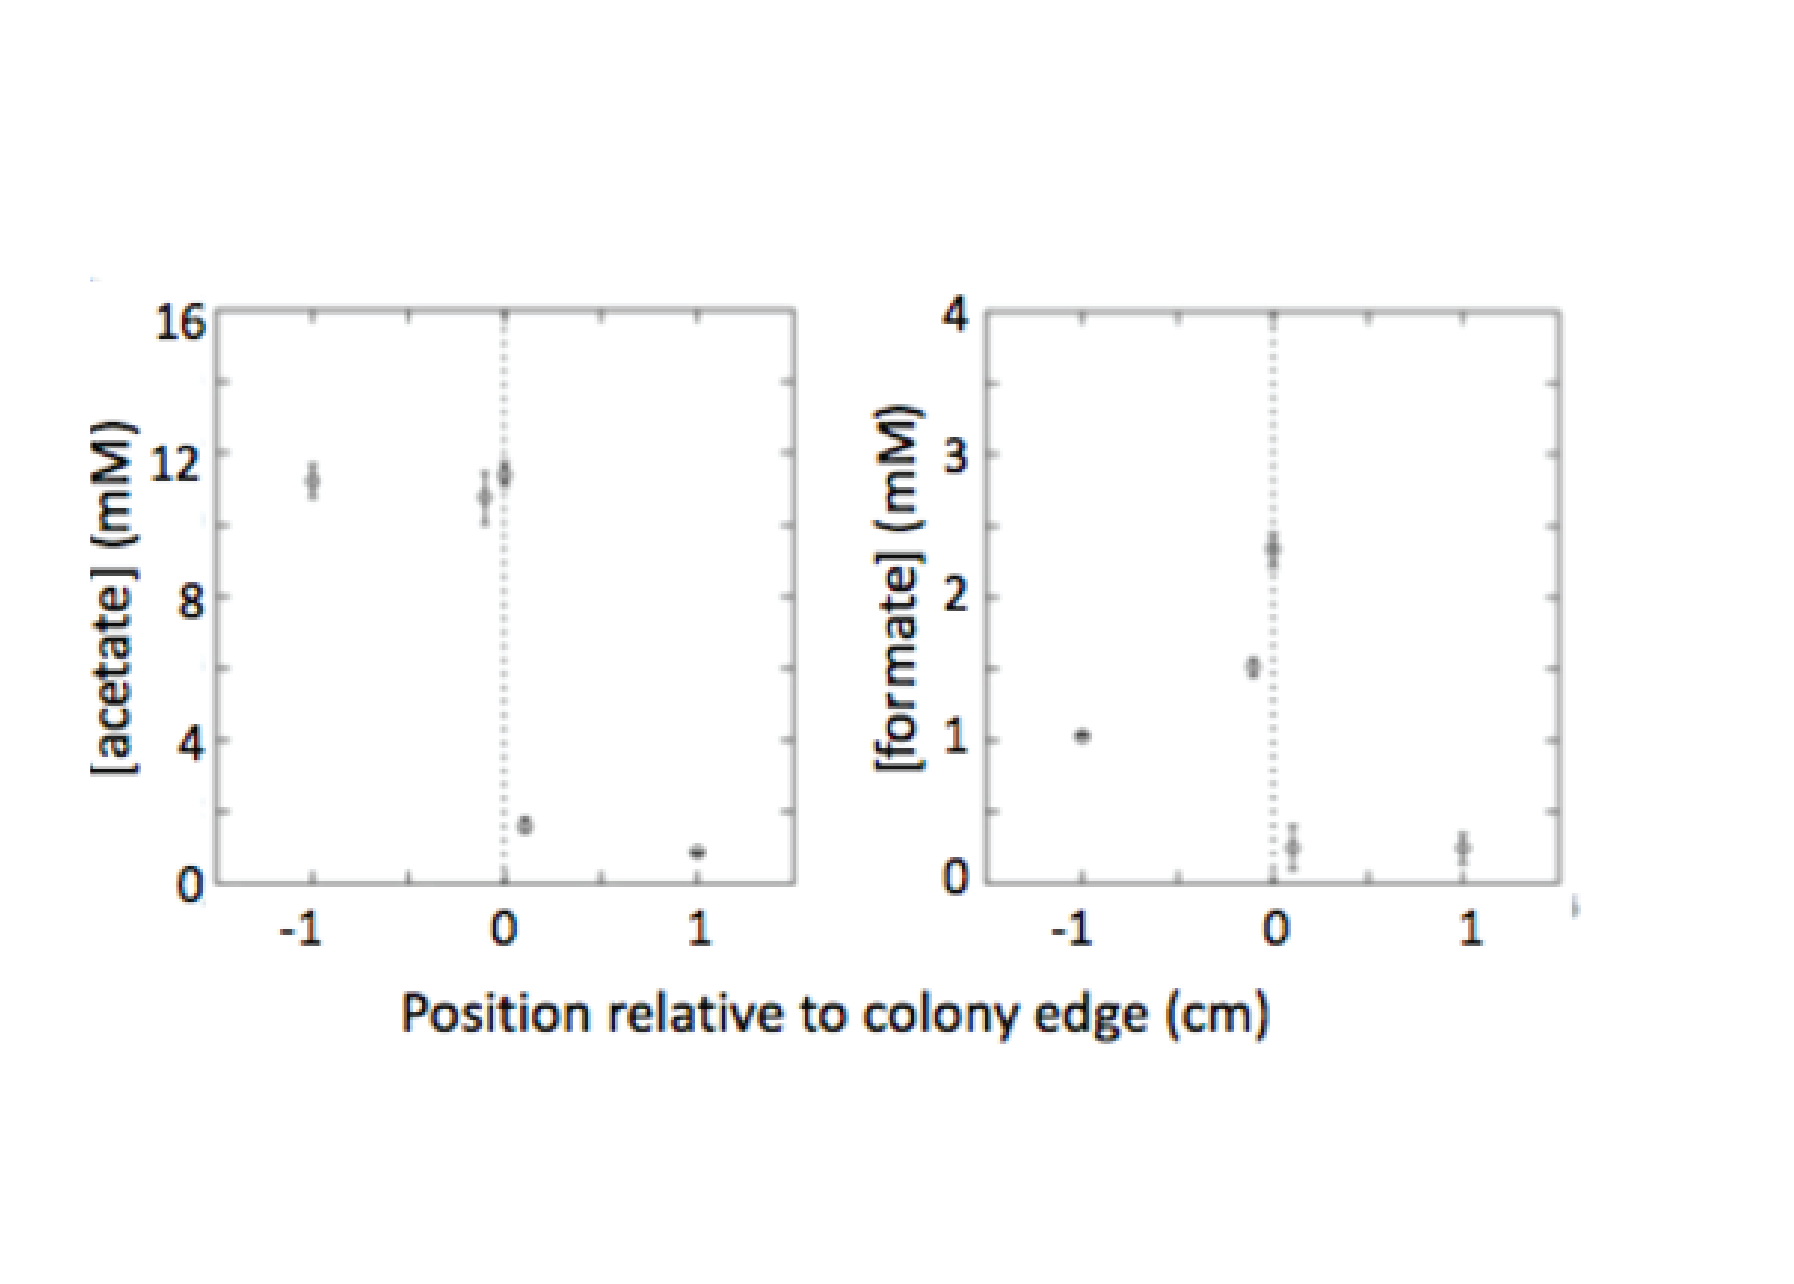 [acetate] (mM)
16
12
8
4
0
-1 0 1
[formate] (mM)
4
3
2
1
0
-1 0 1
Position relative to colony edge (cm)